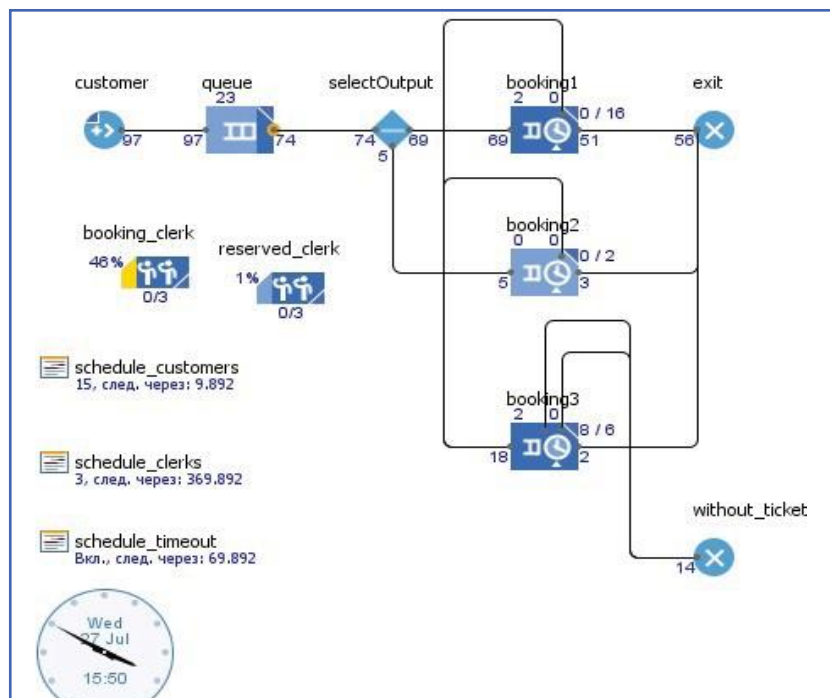 customer
queue
selectOutput
booking1
exit
23
2 0
0 / 16
97
97
74
74
69
69
51
56
5
booking2
0 0
0 / 2
5
3
booking_clerk
46%
0/3
reserved_clerk
1%
0/3
schedule_customers
15, след. через: 9.892
booking3
2 0
8 / 6
18
2
schedule_clerks
3, след. через: 369.892
without_ticket
14
schedule_timeout
Вкл., след. через: 69.892
Wed
27 Jul
15:50